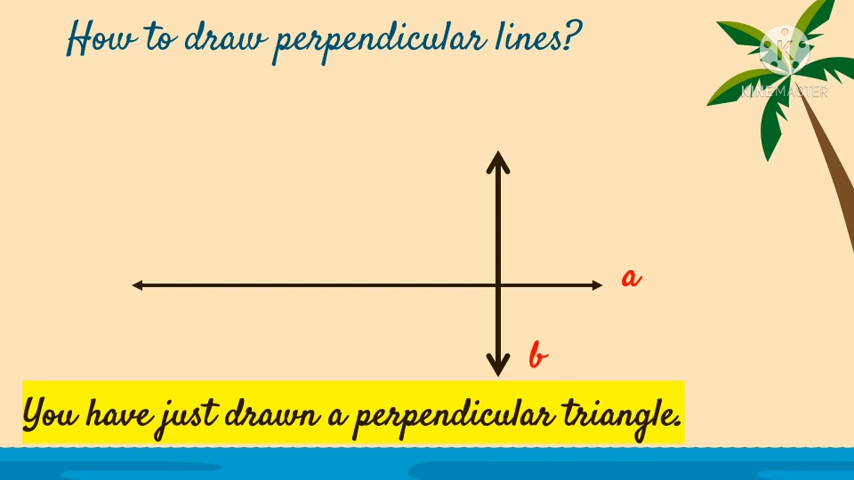 How to draw perpendicular lines?
KINEMASTER
a
b
You have just drawn a perpendicular triangle.